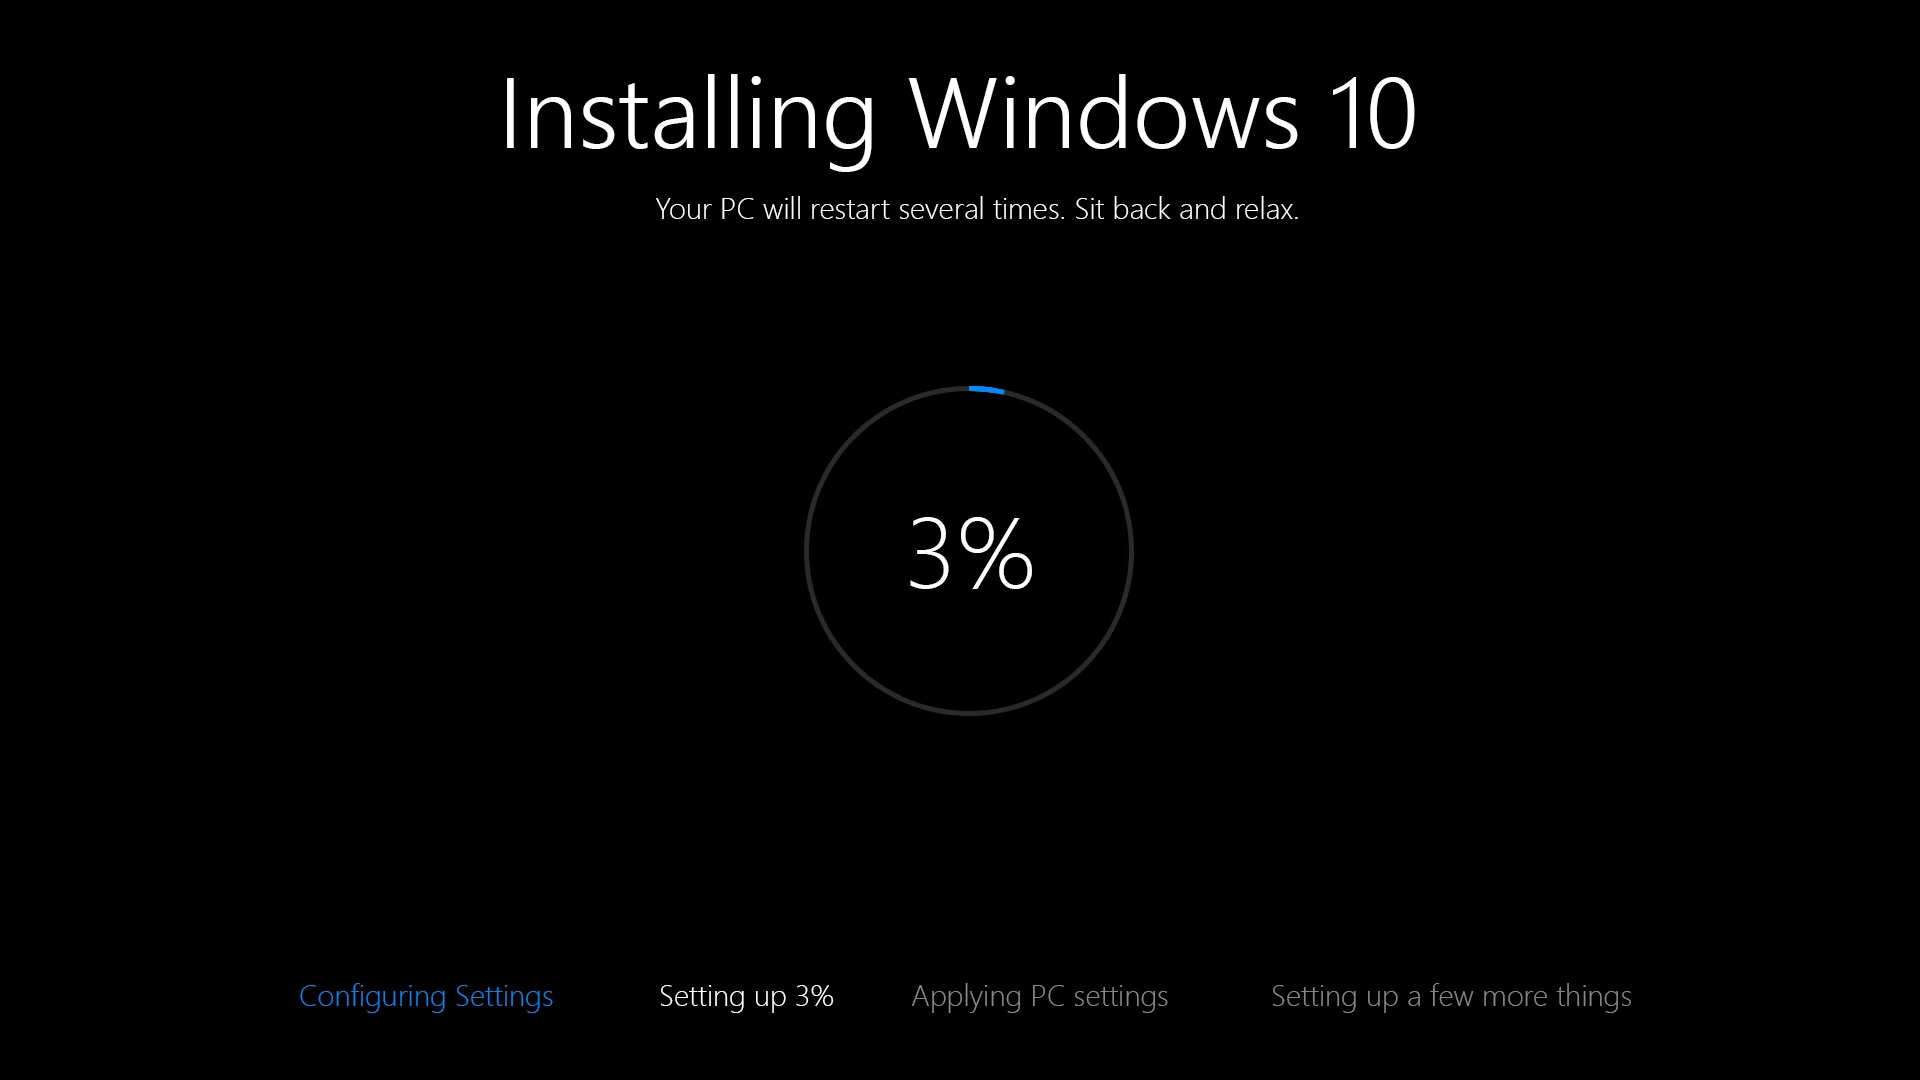 Installing Windows 10
Your PC will restart several times. Sit back and relax.
3%
Configuring Settings
Setting up 3%
Applying PC settings
Setting up a few more things